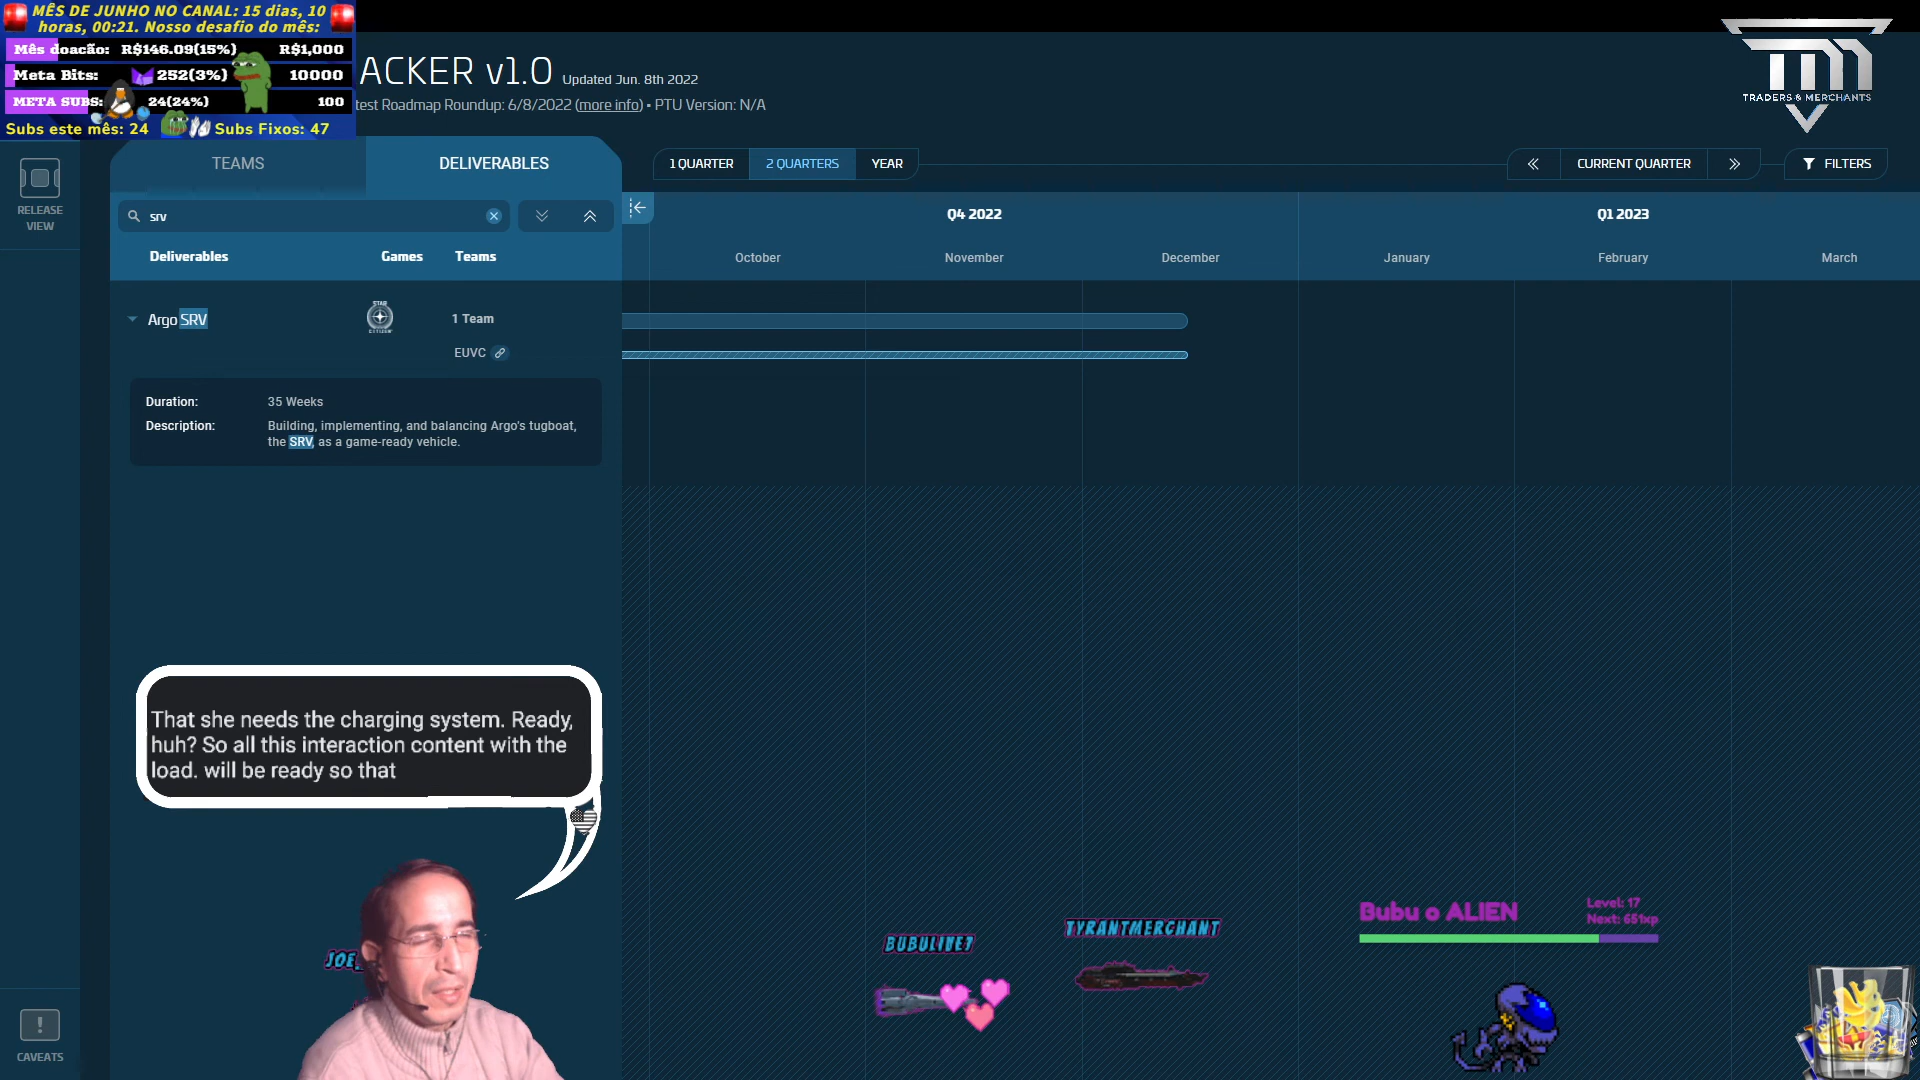 MÊS DE JUNHO NO CANAL: 15 dias, 10
horas, 00:21. Nosso desafio do mês:
Mês doacão: R$146.09(15%) R$1,000
Meta Bits: 252(3%) 10000
META SUBS: 24(24%) 100
Subs este mês: 24 Subs Fixos: 47
ACKER v1.0 Updated Jun. 8th 2022
test Roadmap Roundup: 6/8/2022 (more info) • PTU Version: N/A
TRADERS & MERCHANTS
RELEASE
VIEW
TEAMS
DELIVERABLES
1 QUARTER
2 QUARTERS
YEAR
CURRENT QUARTER
FILTERS
srv
Q4 2022
Q1 2023
Deliverables
Games
Teams
October
November
December
January
February
March
Argo SRV
STAR
CITIZEN
1 Team
EUVC
Duration: 35 Weeks
Description: Building, implementing, and balancing Argo's tugboat,
the SRV, as a game-ready vehicle.
That she needs the charging system. Ready,
huh? So all this interaction content with the
load. will be ready so that
JOE_
BUBULIVE7
TYRANTMERCHANT
Bubu o ALIEN
Level: 17
Next: 651xp
CAVEATS